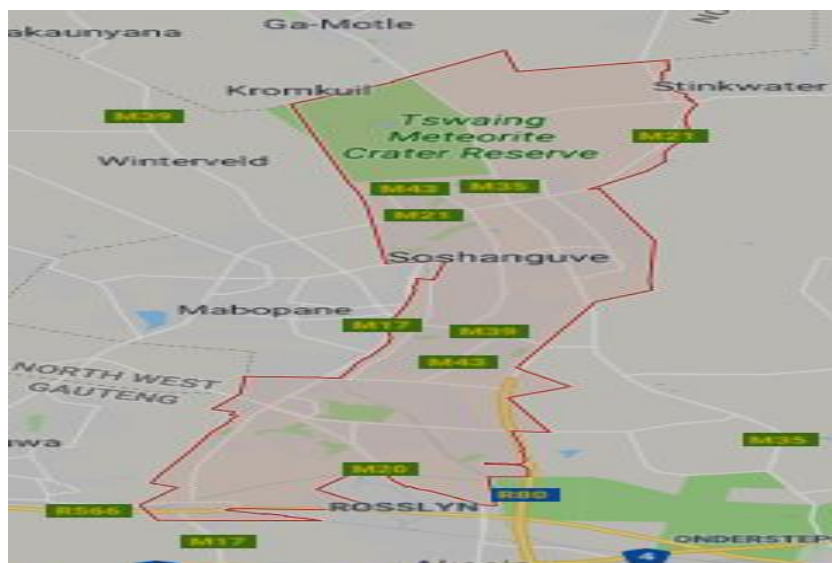 Ga-Motle
akaunyana
Kromkuil
Stinkwater
M39
Tswaing
Meteorite
Crater Reserve
M21
Winterveld
M43
M35
M21
Soshanguve
Mabopane
M17
M39
M43
NORTH WEST
GAUTENG
uwa
M35
M20
R80
R566
ROSSLYN
M17
ONDERSTEP
4